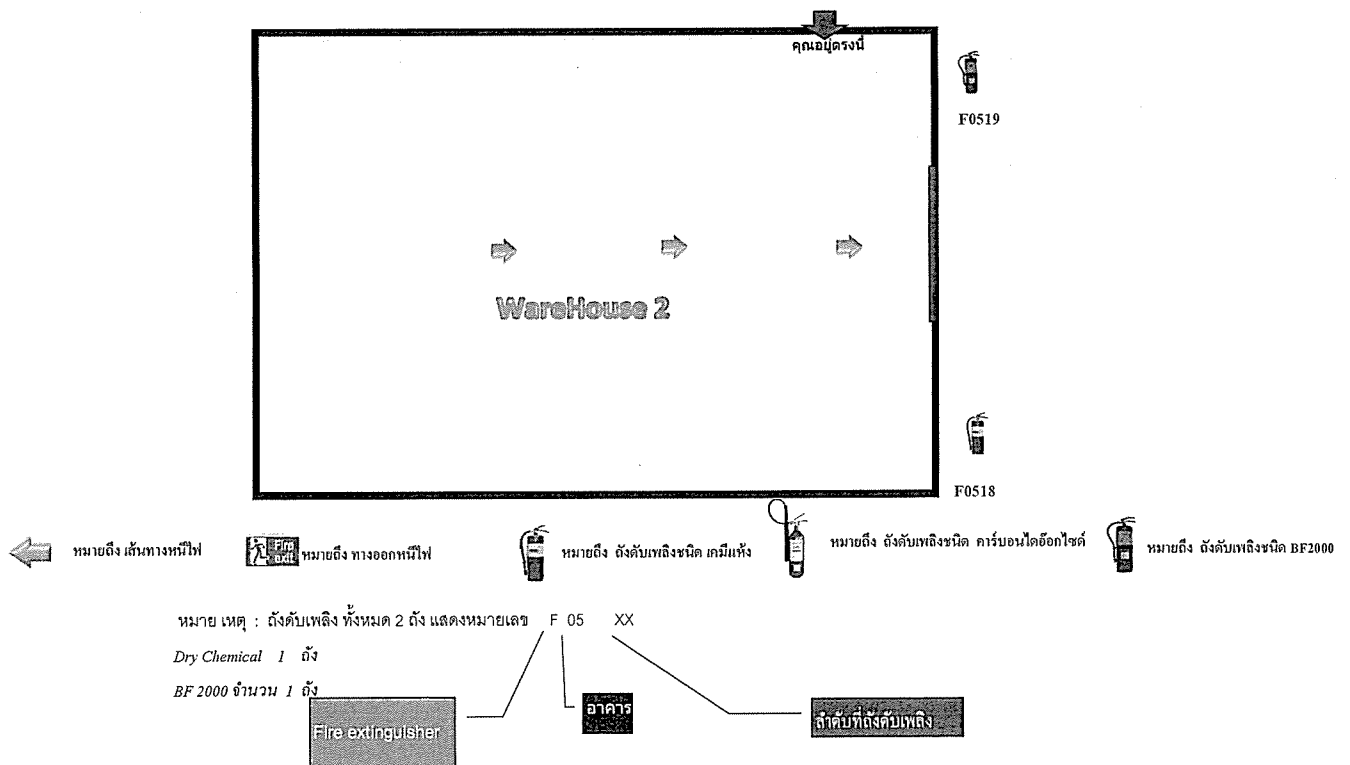 คุณอยู่ตรงนี้
F0519
WareHouse 2
F0518
หมายถึง เส้นทางหนีไฟ
หมายถึง ทางออกหนีไฟ
หมายถึง ถังดับเพลิงชนิด เคมีแห้ง
หมายถึง ถังดับเพลิงชนิด คาร์บอนไดอ๊อกไซด์
หมายถึง ถังดับเพลิงชนิด BF2000
หมาย เหตุ : ถังดับเพลิง ทั้งหมด 2 ถัง แสดงหมายเลข F 05 XX
Dry Chemical 1 ถัง
BF 2000 จำนวน 1 ถัง
Fire extinguisher
อาคาร
ลำดับที่ถังดับเพลิง